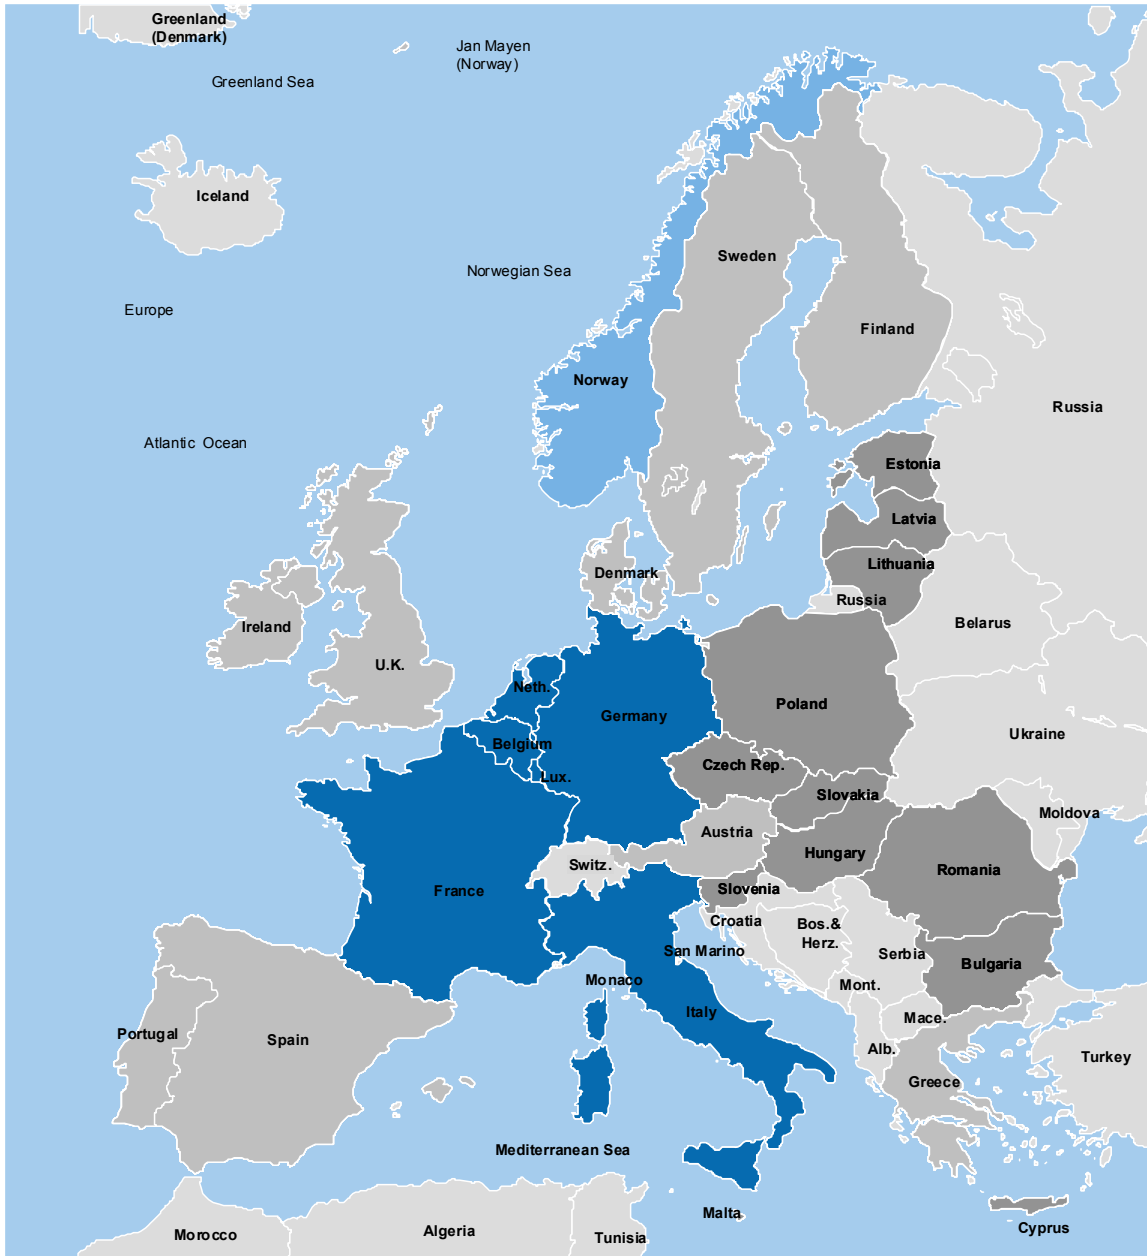 Greenland
(Denmark)
Jan Mayen
(Norway)
Greenland Sea
Iceland
Sweden
Norwegian Sea
Europe
Finland
Norway
Russia
Atlantic Ocean
Estonia
Latvia
Lithuania
Denmark
Russia
Belarus
Ireland
U.K.
Neth.
Germany
Poland
Ukraine
Belgium
Czech Rep.
Lux.
Slovakia
Moldova
Austria
Hungary
Switz.
Romania
France
Slovenia
Croatia
Bos.&
Herz.
San Marino
Serbia
Bulgaria
Monaco
Mont.
Italy
Mace.
Portugal
Spain
Alb.
Turkey
Greece
Mediterranean Sea
Malta
Cyprus
Morocco
Algeria
Tunisia